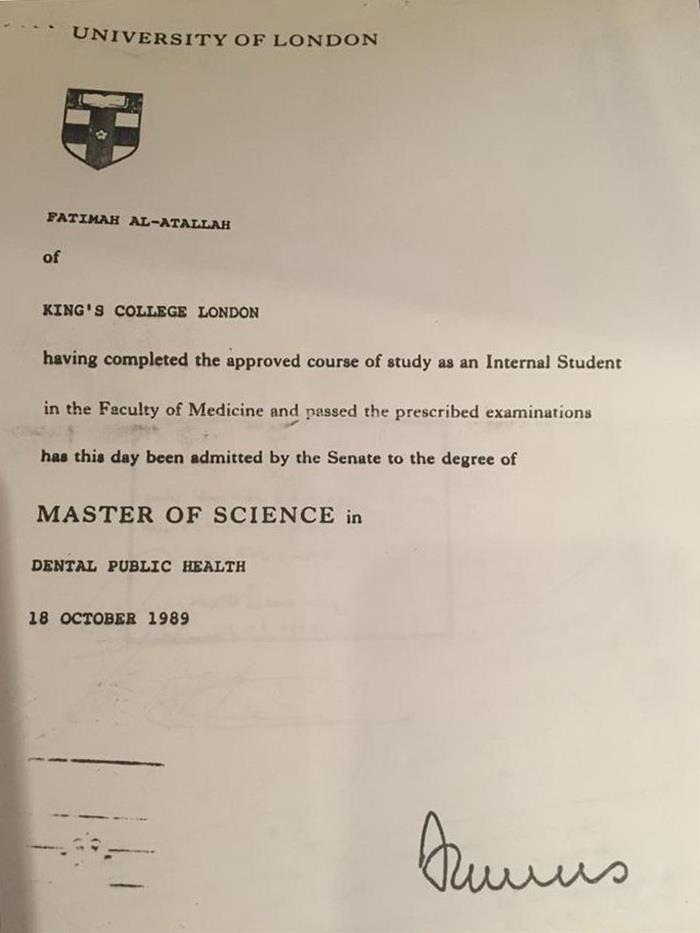 UNIVERSITY OF LONDON
FATIMAH AL-ATALLAH
of
KING'S COLLEGE LONDON
having completed the approved course of study as an Internal Student
in the Faculty of Medicine and passed the prescribed examinations
has this day been admitted by the Senate to the degree of
MASTER OF SCIENCE in
DENTAL PUBLIC HEALTH
18 OCTOBER 1989